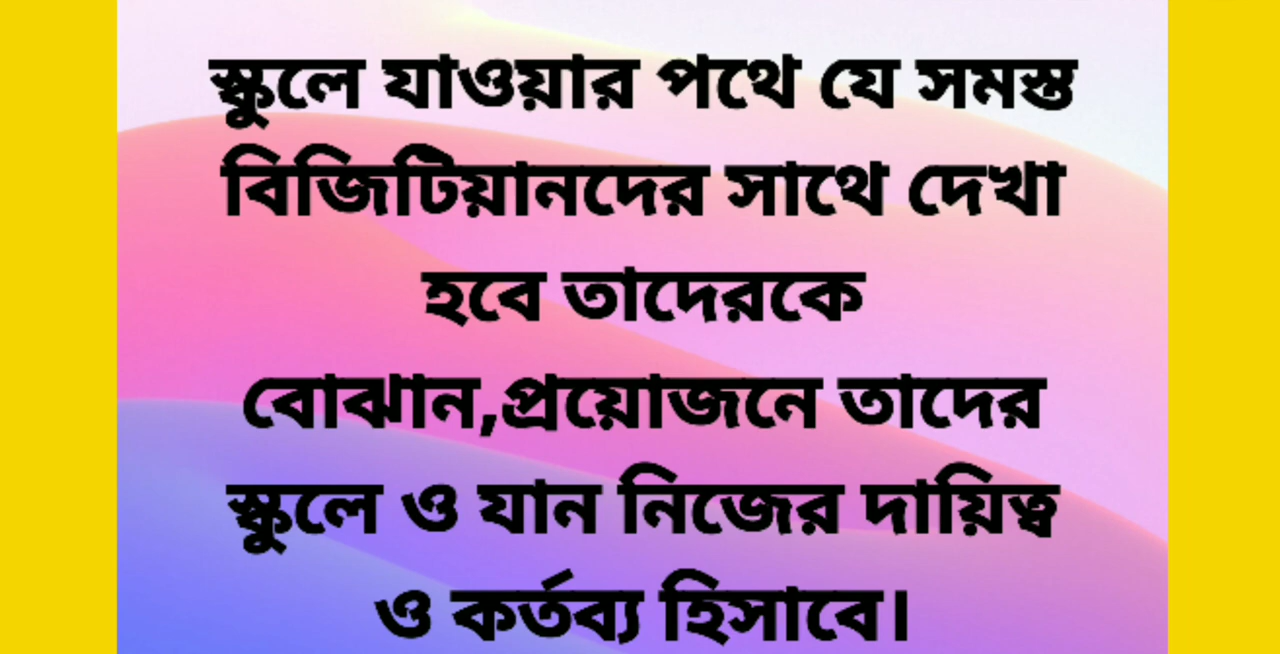 স্কুলে যাওয়ার পথে যে সমস্ত
বিজিটিয়ানদের সাথে দেখা
হবে তাদেরকে
বোঝান,প্রয়োজনে তাদের
স্কুলে ও যান নিজের দায়িত্ব
ও কর্তব্য হিসাবে।